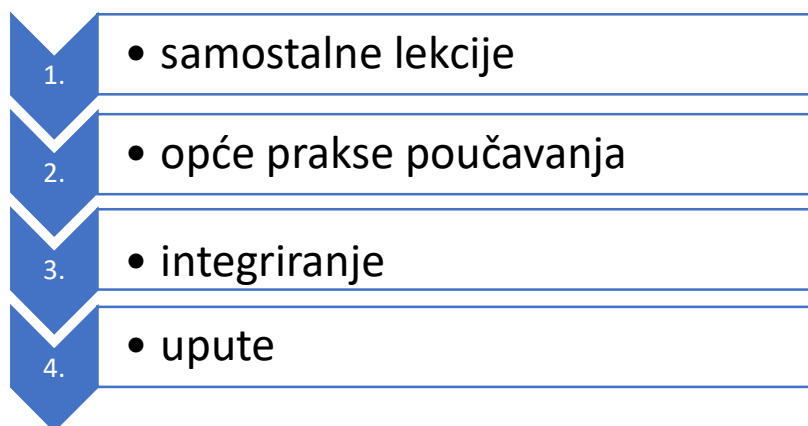 1. • samostalne lekcije
2. • opće prakse poučavanja
3. • integriranje
4. • upute